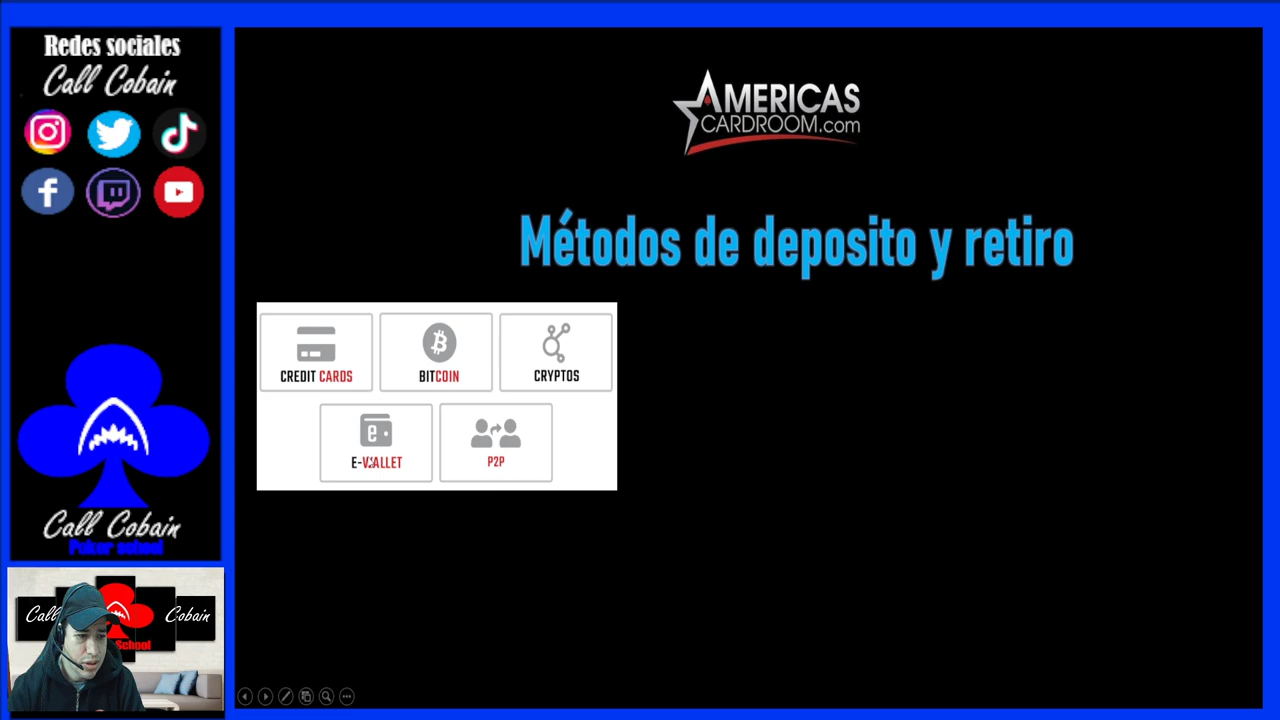 Redes sociales
Call Cobain
AMERICAS
CARDROOM.com
Métodos de deposito y retiro
CREDIT CARDS
BITCOIN
CRYPTOS
E-WALLET
P2P
Call Cobain
Poker school
Call Cobain
School